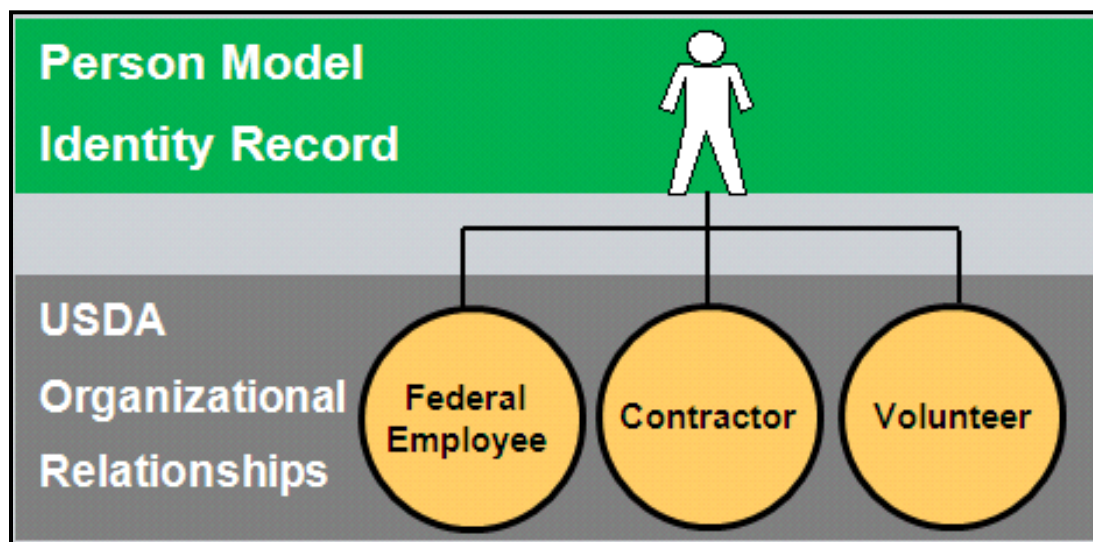 Person Model
Identity Record
USDA
Organizational
Relationships
Federal
Employee
Contractor
Volunteer